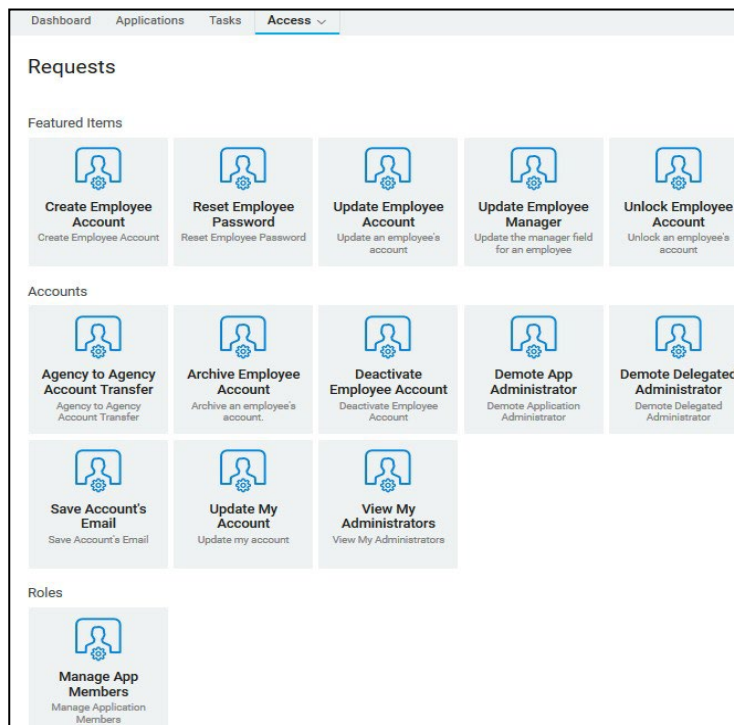 Dashboard Applications Tasks Access
Requests
Featured Items
Create Employee Account
Create Employee Account
Reset Employee Password
Reset Employee Password
Update Employee Account
Update an employee's account
Update Employee Manager
Update the manager field for an employee
Unlock Employee Account
Unlock an employee's account
Accounts
Agency to Agency Account Transfer
Agency to Agency Account Transfer
Archive Employee Account
Archive an employee's account.
Deactivate Employee Account
Deactivate Employee Account
Demote App Administrator
Demote Application Administrator
Demote Delegated Administrator
Demote Delegated Administrator
Save Account's Email
Save Account's Email
Update My Account
Update my account
View My Administrators
View My Administrators
Roles
Manage App Members
Manage Application Members